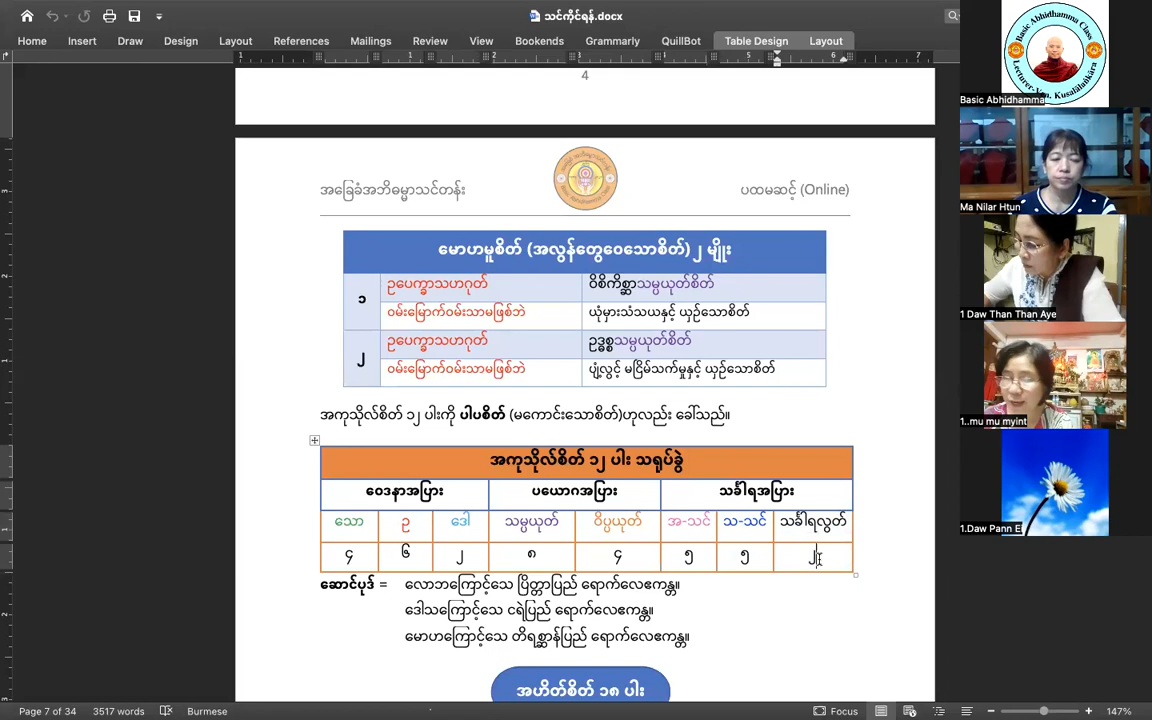 သင်ကိုင်ရန်.docx
Home Insert Draw Design Layout References Mailings Review View Bookends Grammarly QuillBot Table Design Layout
4
အခြေခံအဘိဓမ္မာသင်တန်း
ပထမဆင့် (Online)
မောဟမူစိတ် (အလွန်တွေဝေသောစိတ်) ၂ မျိုး
၁ ဥပေက္ခာသဟဂုတ် ဝိစိကိစ္ဆာသမ္ပယုတ်စိတ်
ဝမ်းမြောက်ဝမ်းသာမဖြစ်ဘဲ ယုံမှားသံသယနှင့် ယှဉ်သောစိတ်
၂ ဥပေက္ခာသဟဂုတ် ဥဒ္ဓစ္စသမ္ပယုတ်စိတ်
ဝမ်းမြောက်ဝမ်းသာမဖြစ်ဘဲ ပျံ့လွင့် မငြိမ်သက်မှုနှင့် ယှဉ်သောစိတ်
အကုသိုလ်စိတ် ၁၂ ပါးကို ပါပစိတ် (မကောင်းသောစိတ်)ဟုလည်း ခေါ်သည်။
အကုသိုလ်စိတ် ၁၂ ပါး သရုပ်ခွဲ
ဝေဒနာအပြား ပယောဂအပြား သင်္ခါရအပြား
သော ဥ ဒေါ သမ္ပယုတ် ဝိပ္ပယုတ် အ-သင် သ-သင် သင်္ခါရလွတ်
၄ ၆ ၂ ၈ ၄ ၅ ၅ ၂
ဆောင်ပုဒ် = လောဘကြောင့်သေ ပြိတ္တာပြည် ရောက်လေဧကန္တ။
ဒေါသကြောင့်သေ ငရဲပြည် ရောက်လေဧကန္တ။
မောဟကြောင့်သေ တိရစ္ဆာန်ပြည် ရောက်လေဧကန္တ။
အဟိတ်စိတ် ၁၈ ပါး
Page 7 of 34 3517 words Burmese Focus 147%
Basic Abhidhamma Class
Lecturer-Ven. Kusalālaṅkāra
Basic Abhidhamma
Ma Nilar Htun
1 Daw Than Than Aye
1..mu mu myint
1.Daw Pann Ei